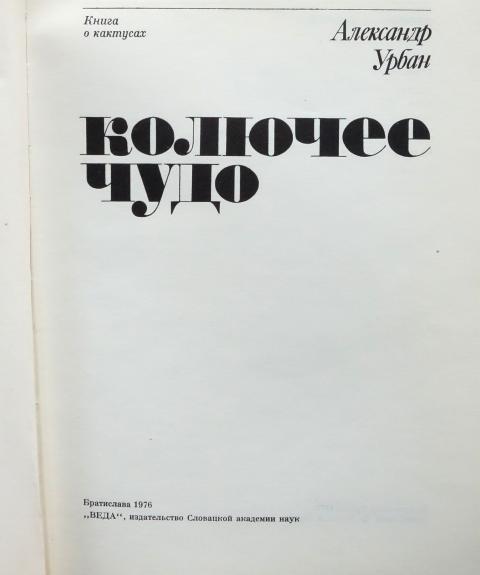 Книга
о кактусах
Александр
Урбан
колючее
чудо
Братислава 1976
„ВЕДА“, издательство Словацкой академии наук